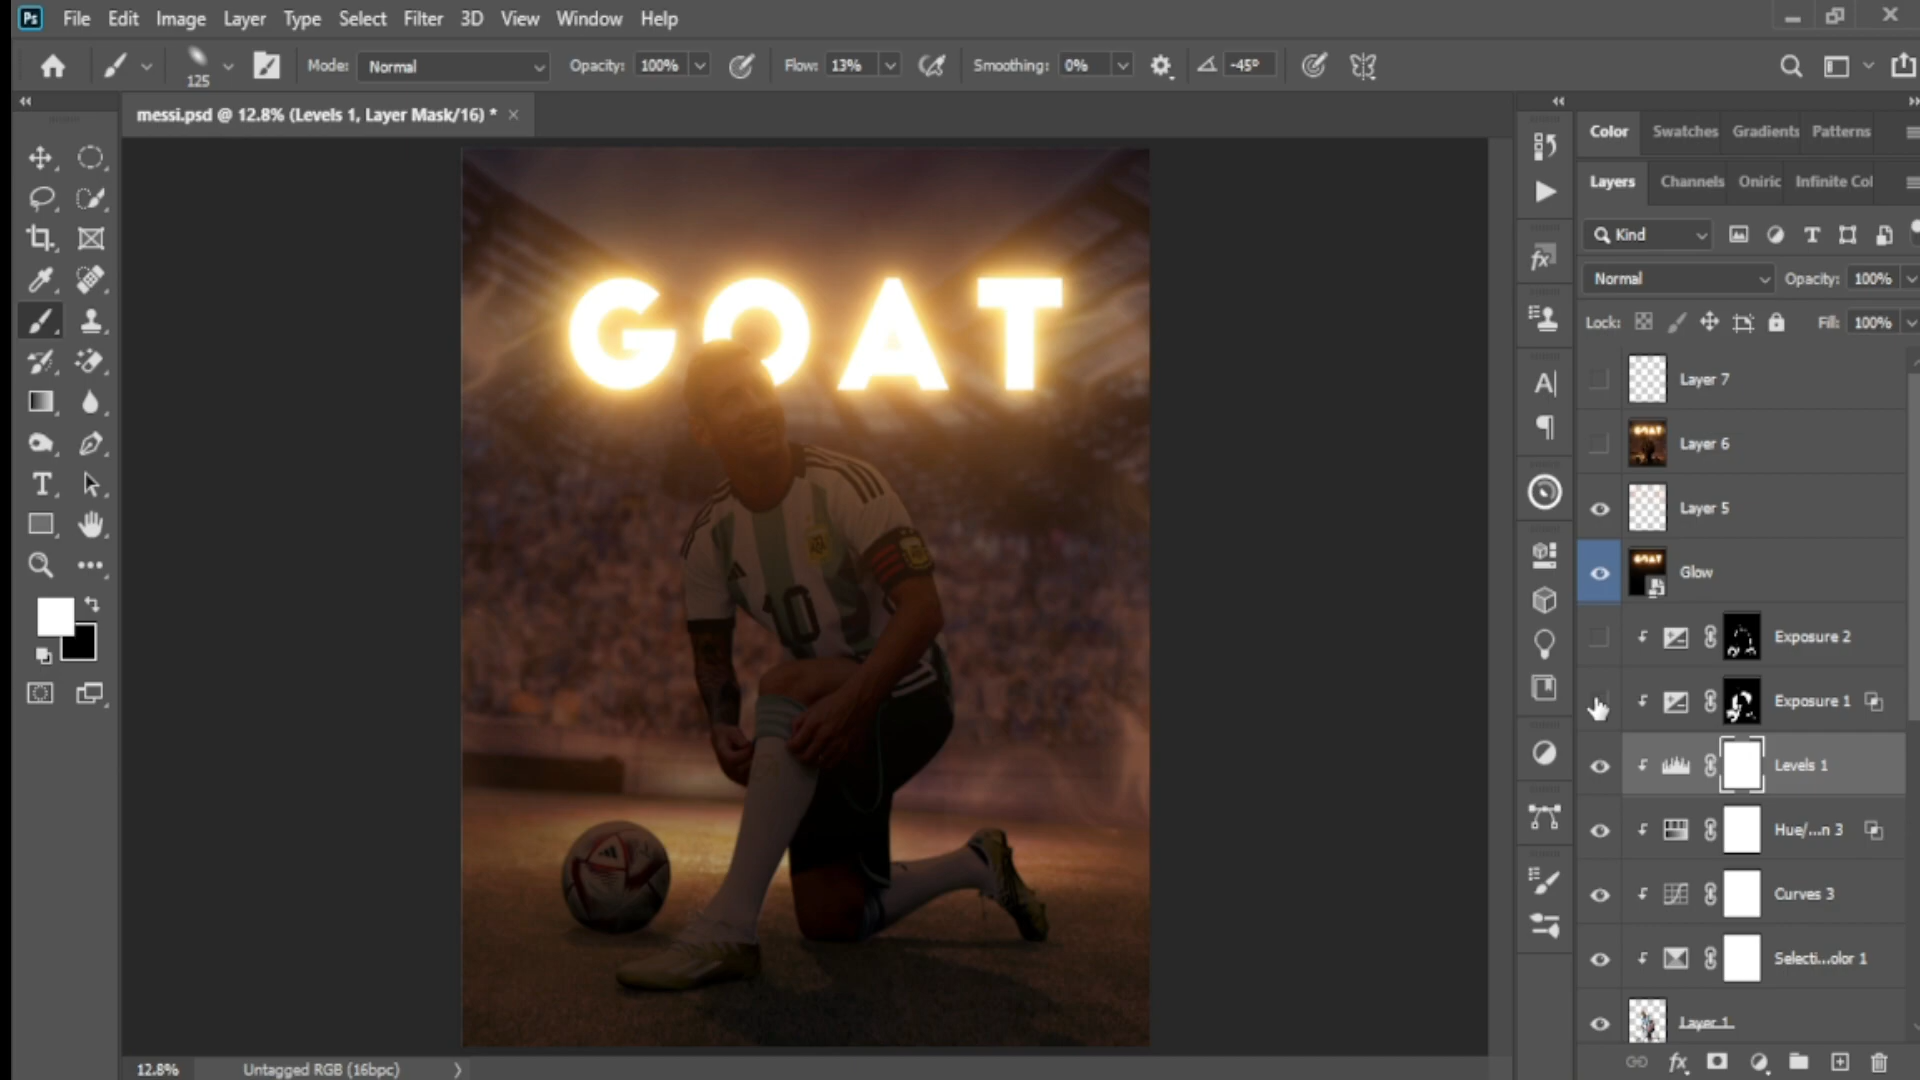 Ps File Edit Image Layer Type Select Filter 3D View Window Help
125 Mode: Normal Opacity: 100% Flow: 13% Smoothing: 0% -45°
messi.psd @ 12.8% (Levels 1, Layer Mask/16) *
Color Swatches Gradients Patterns
Layers Channels Oniric Infinite Col
Kind
Normal Opacity: 100%
Lock: Fill: 100%
GOAT
10
Layer 7
Layer 6
Layer 5
Glow
Exposure 2
Exposure 1
Levels 1
Hue/...n 3
Curves 3
Selecti...olor 1
Layer 1
12.8% Untagged RGB (16bpc)